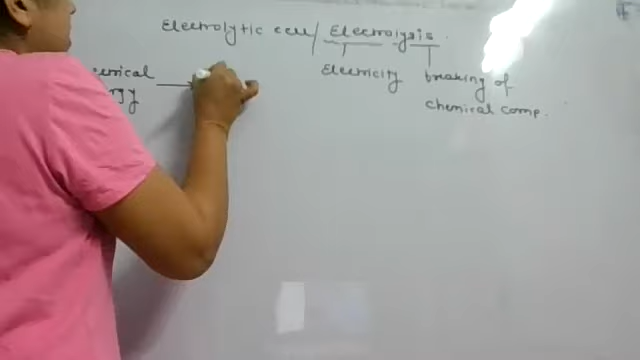 Electrolytic cell/ Electrolysis.
Electricity breaking of
chemical comp.